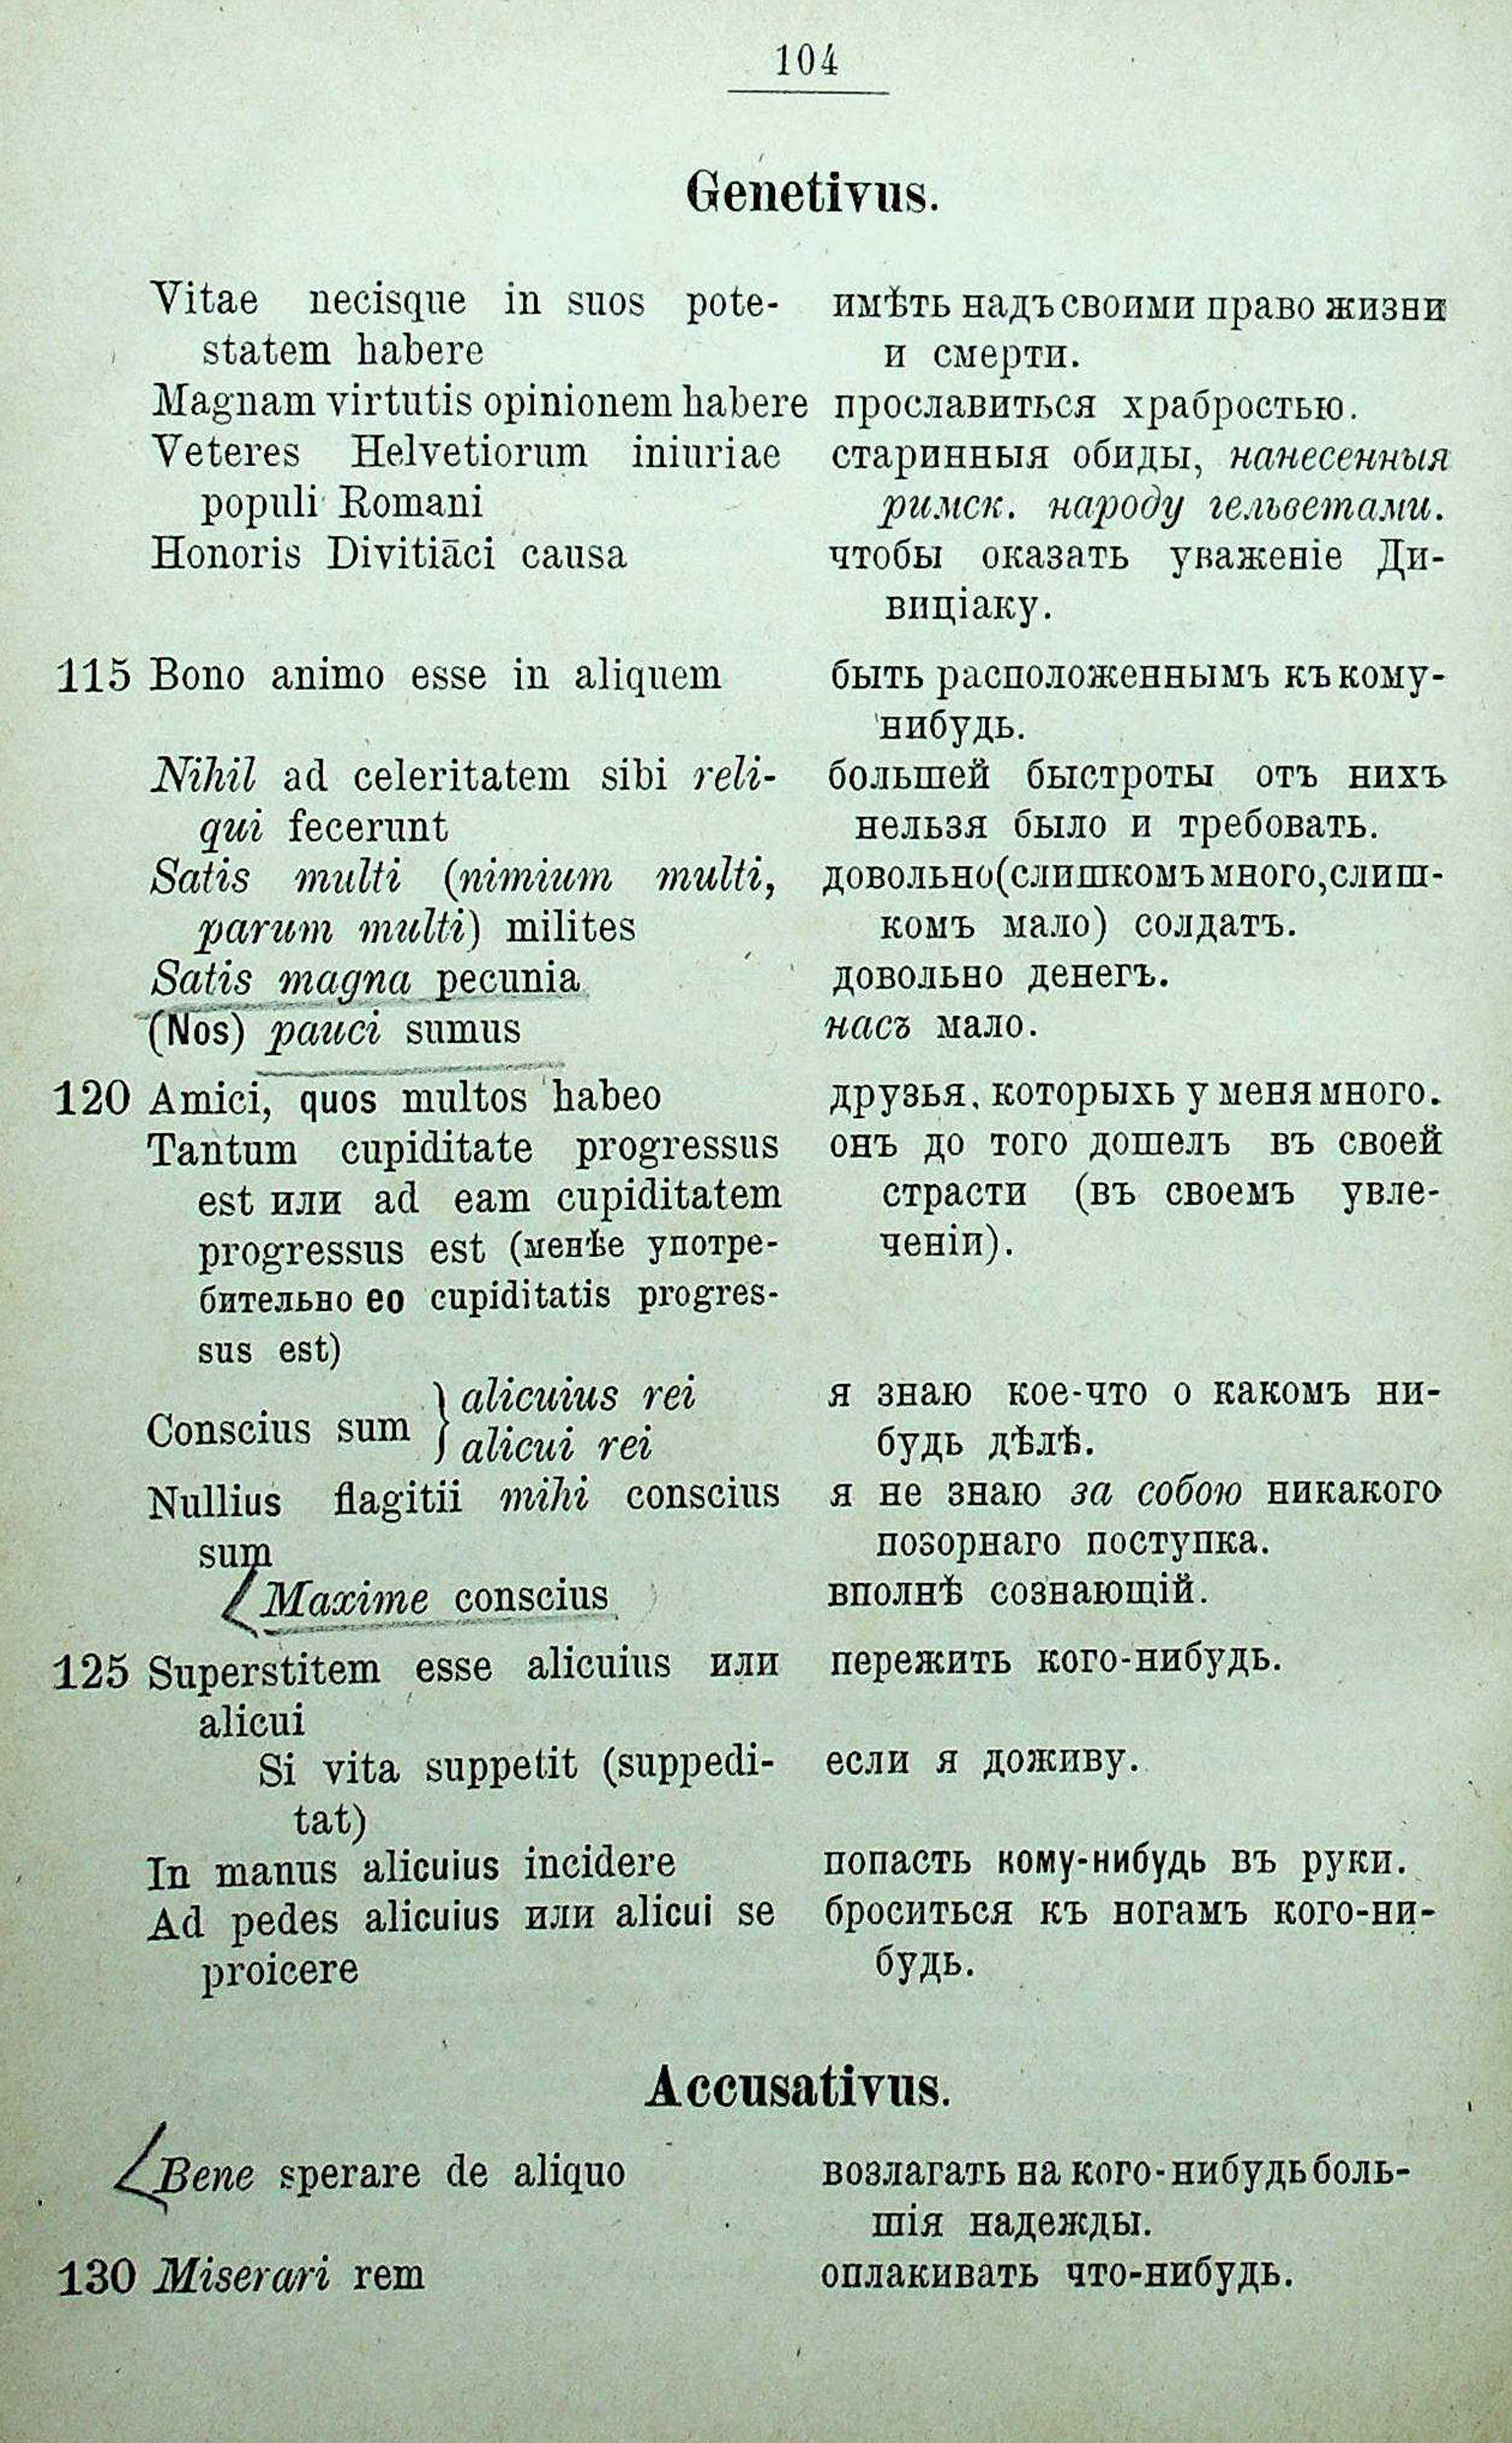 104
Genetivus.
Vitae necisque in suos pote- имѣть надъ своими право жизни
statem habere и смерти.
Magnam virtutis opinionem habere прославиться храбростью.
Veteres Helvetiorum iniuriae старинныя обиды, нанесенныя
populi Romani римск. народу гельветами.
Honoris Divitiāci causa чтобы оказать уваженіе Ди-
виціаку.
115 Bono animo esse in aliquem быть расположеннымъ къ кому-
нибудь.
Nihil ad celeritatem sibi reli- большей быстроты отъ нихъ
qui fecerunt нельзя было и требовать.
Satis multi (nimium multi, довольно (слишкомъ много, слиш-
parum multi) milites комъ мало) солдатъ.
Satis magna pecunia довольно денегъ.
(Nos) pauci sumus насъ мало.
120 Amici, quos multos habeo друзья, которыхъ у меня много.
Tantum cupiditate progressus онъ до того дошелъ въ своей
est или ad eam cupiditatem страсти (въ своемъ увле-
progressus est (менѣе употре- ченіи).
бительно eo cupiditatis progres-
sus est)
Conscius sum } alicuius rei я знаю кое-что о какомъ ни-
alicui rei будь дѣлѣ.
Nullius flagitii mihi conscius я не знаю за собою никакого
sum позорнаго поступка.
Maxime conscius вполнѣ сознающій.
125 Superstitem esse alicuius или пережить кого-нибудь.
alicui
Si vita suppetit (suppedi- если я доживу.
tat)
In manus alicuius incidere попасть кому-нибудь въ руки.
Ad pedes alicuius или alicui se броситься къ ногамъ кого-ни-
proicere будь.
Accusativus.
Bene sperare de aliquo возлагать на кого-нибудь боль-
шія надежды.
130 Miserari rem оплакивать что-нибудь.